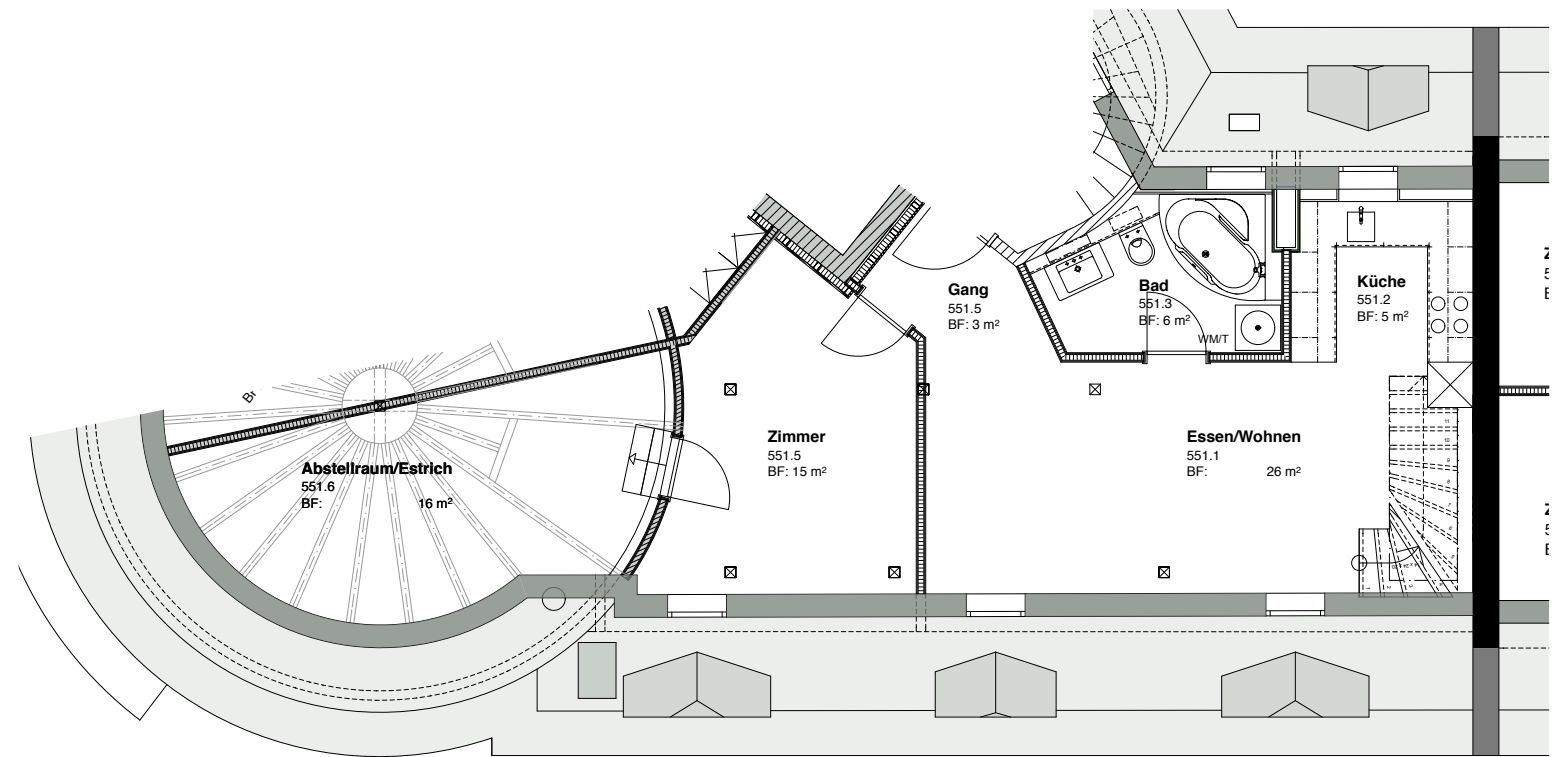 Gang
551.5
BF: 3 m²
Bad
551.3
BF: 6 m²
WM/T
Küche
551.2
BF: 5 m²
Zimmer
551.5
BF: 15 m²
Essen/Wohnen
551.1
BF: 26 m²
Abstellraum/Estrich
551.6
BF: 16 m²